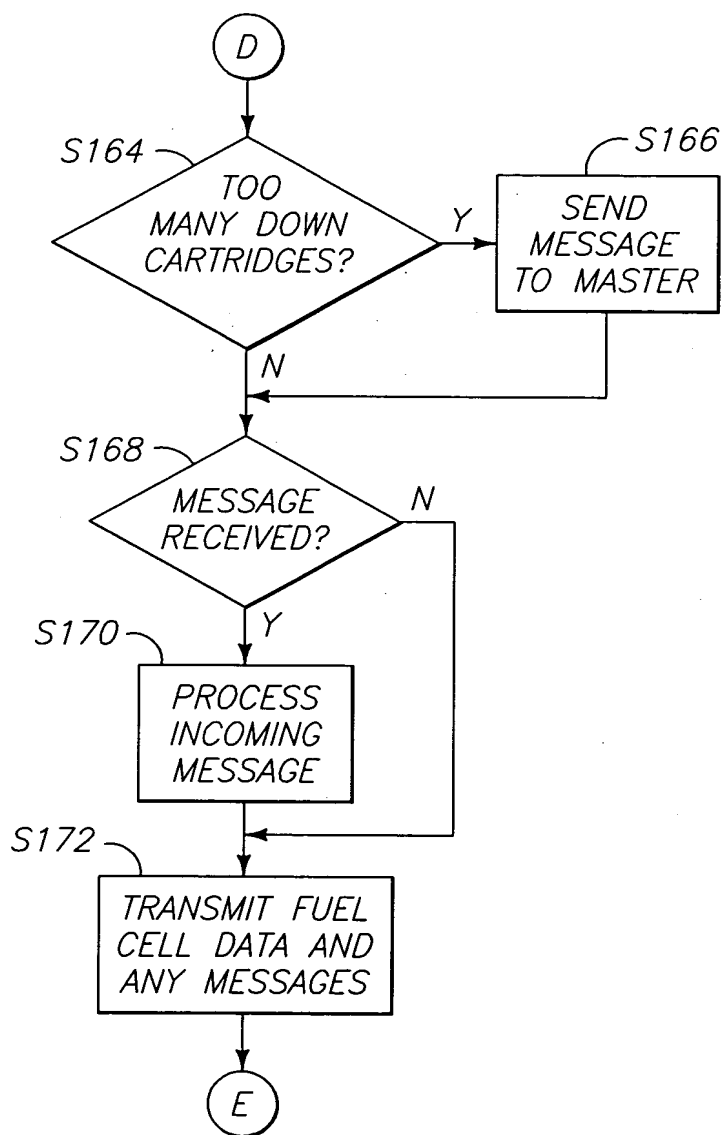 D
S164
TOO
MANY DOWN
CARTRIDGES?
Y
S166
SEND
MESSAGE
TO MASTER
N
S168
MESSAGE
RECEIVED?
N
Y
S170
PROCESS
INCOMING
MESSAGE
S172
TRANSMIT FUEL
CELL DATA AND
ANY MESSAGES
E